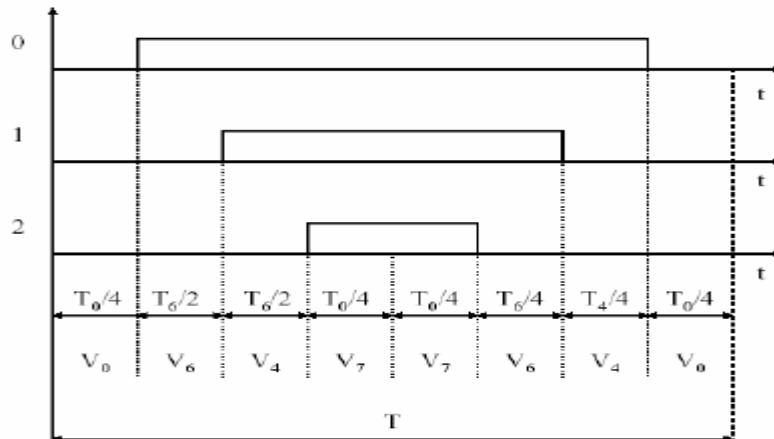 0
t
1
t
2
t
T₀/4 T₆/2 T₆/2 T₀/4 T₀/4 T₆/4 T₄/4 T₀/4
V₀ V₆ V₄ V₇ V₇ V₆ V₄ V₀
T